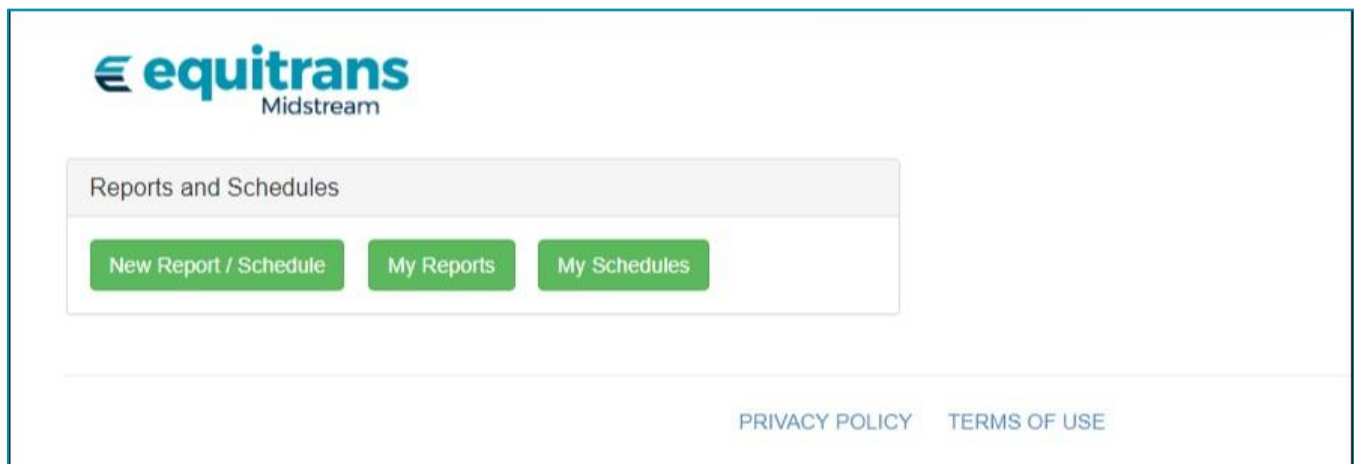 equitrans
Midstream
Reports and Schedules
New Report / Schedule My Reports My Schedules
PRIVACY POLICY TERMS OF USE